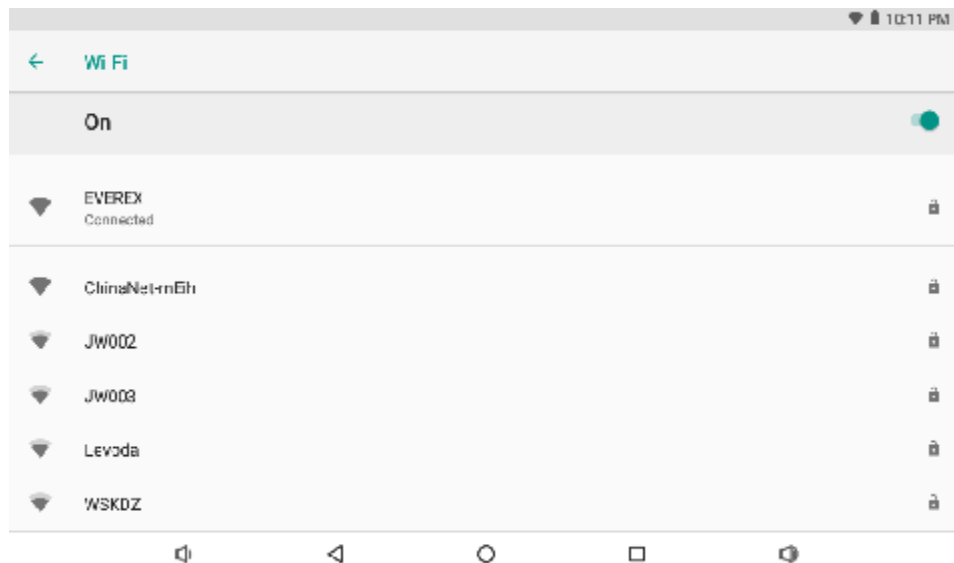 10:11 PM
Wi Fi
On
EVEREX
Connected
JW002
JW003
Levoda
WSKDZ